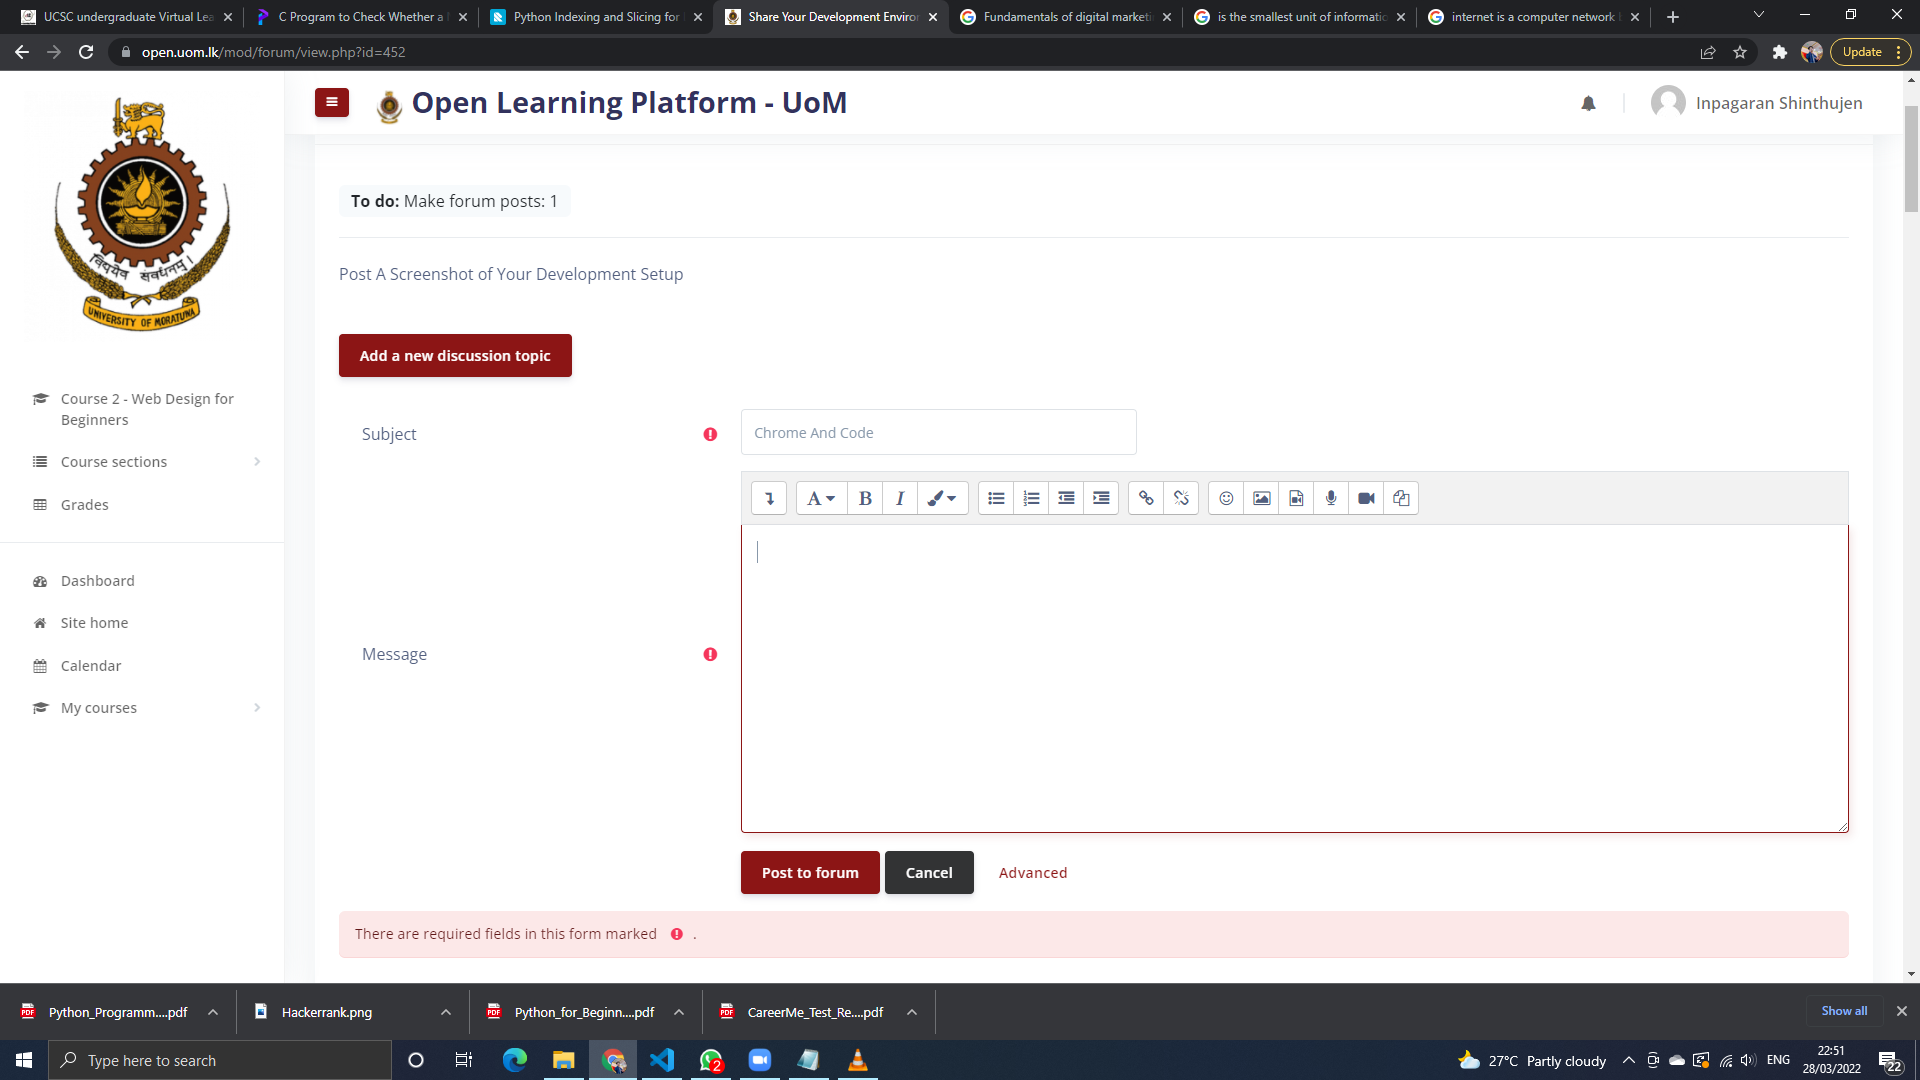 UCSC undergraduate Virtual Lea
C Program to Check Whether a
Python Indexing and Slicing for
Share Your Development Enviror
Fundamentals of digital marketi
is the smallest unit of informatio
internet is a computer network
open.uom.lk/mod/forum/view.php?id=452
Update
UNIVERSITY OF MORATUWA
Open Learning Platform - UoM
Inpagaran Shinthujen
Course 2 - Web Design for
Beginners
Course sections
Grades
Dashboard
Site home
Calendar
My courses
To do: Make forum posts: 1
Post A Screenshot of Your Development Setup
Add a new discussion topic
Subject
Chrome And Code
A
B
I
Message
Post to forum
Cancel
Advanced
There are required fields in this form marked .
Python_Programm....pdf
Hackerrank.png
Python_for_Beginn....pdf
CareerMe_Test_Re....pdf
Show all
Type here to search
2
27°C Partly cloudy
ENG
22:51
28/03/2022
22